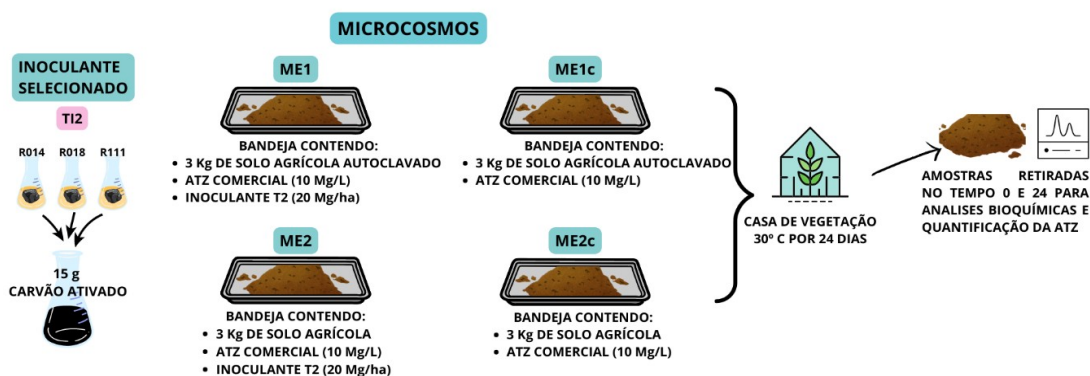 MICROCOSMOS
INOCULANTE
SELECIONADO
TI2
R014
R018
R111
15 g
CARVÃO ATIVADO
ME1
BANDEJA CONTENDO:
• 3 Kg DE SOLO AGRÍCOLA AUTOCLAVADO
• ATZ COMERCIAL (10 Mg/L)
• INOCULANTE T2 (20 Mg/ha)
ME1c
BANDEJA CONTENDO:
• 3 Kg DE SOLO AGRÍCOLA AUTOCLAVADO
• ATZ COMERCIAL (10 Mg/L)
ME2
BANDEJA CONTENDO:
• 3 Kg DE SOLO AGRÍCOLA
• ATZ COMERCIAL (10 Mg/L)
• INOCULANTE T2 (20 Mg/ha)
ME2c
BANDEJA CONTENDO:
• 3 Kg DE SOLO AGRÍCOLA
• ATZ COMERCIAL (10 Mg/L)
CASA DE VEGETAÇÃO
30º C POR 24 DIAS
AMOSTRAS RETIRADAS
NO TEMPO 0 E 24 PARA
ANALISES BIOQUÍMICAS E
QUANTIFICAÇÃO DA ATZ